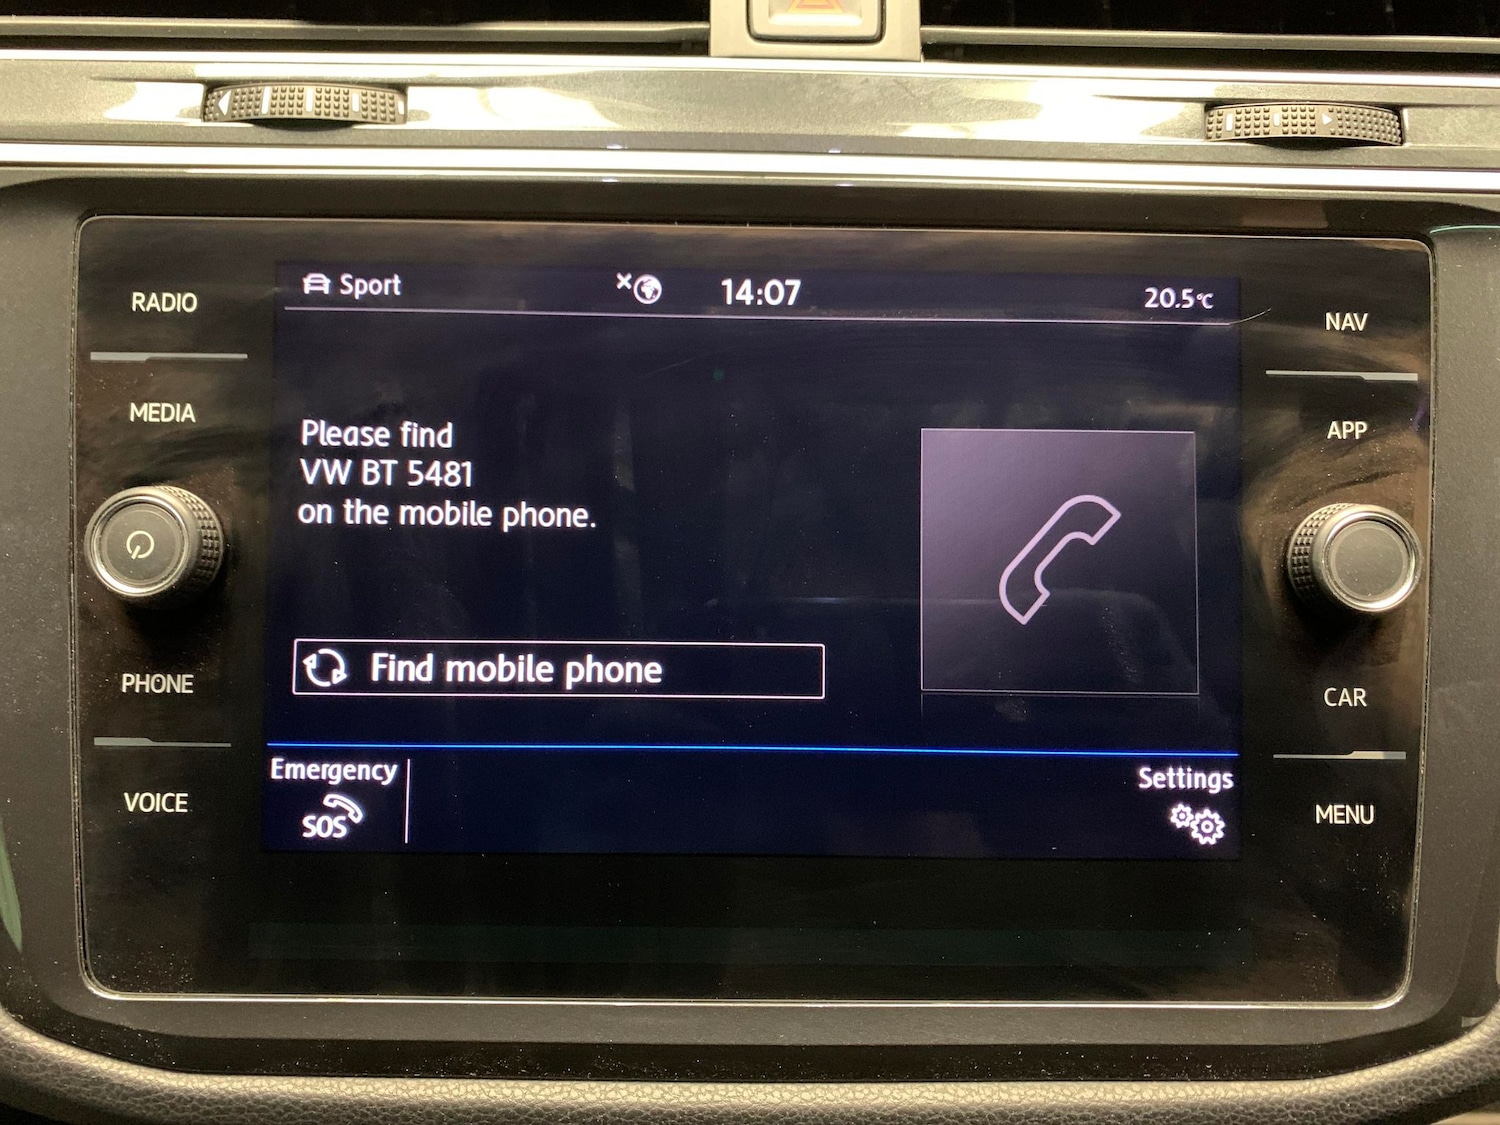 Sport
14:07
20.5°C
RADIO
MEDIA
PHONE
VOICE
Please find
VW BT 5481
on the mobile phone.
Find mobile phone
Emergency
SOS
Settings
NAV
APP
CAR
MENU